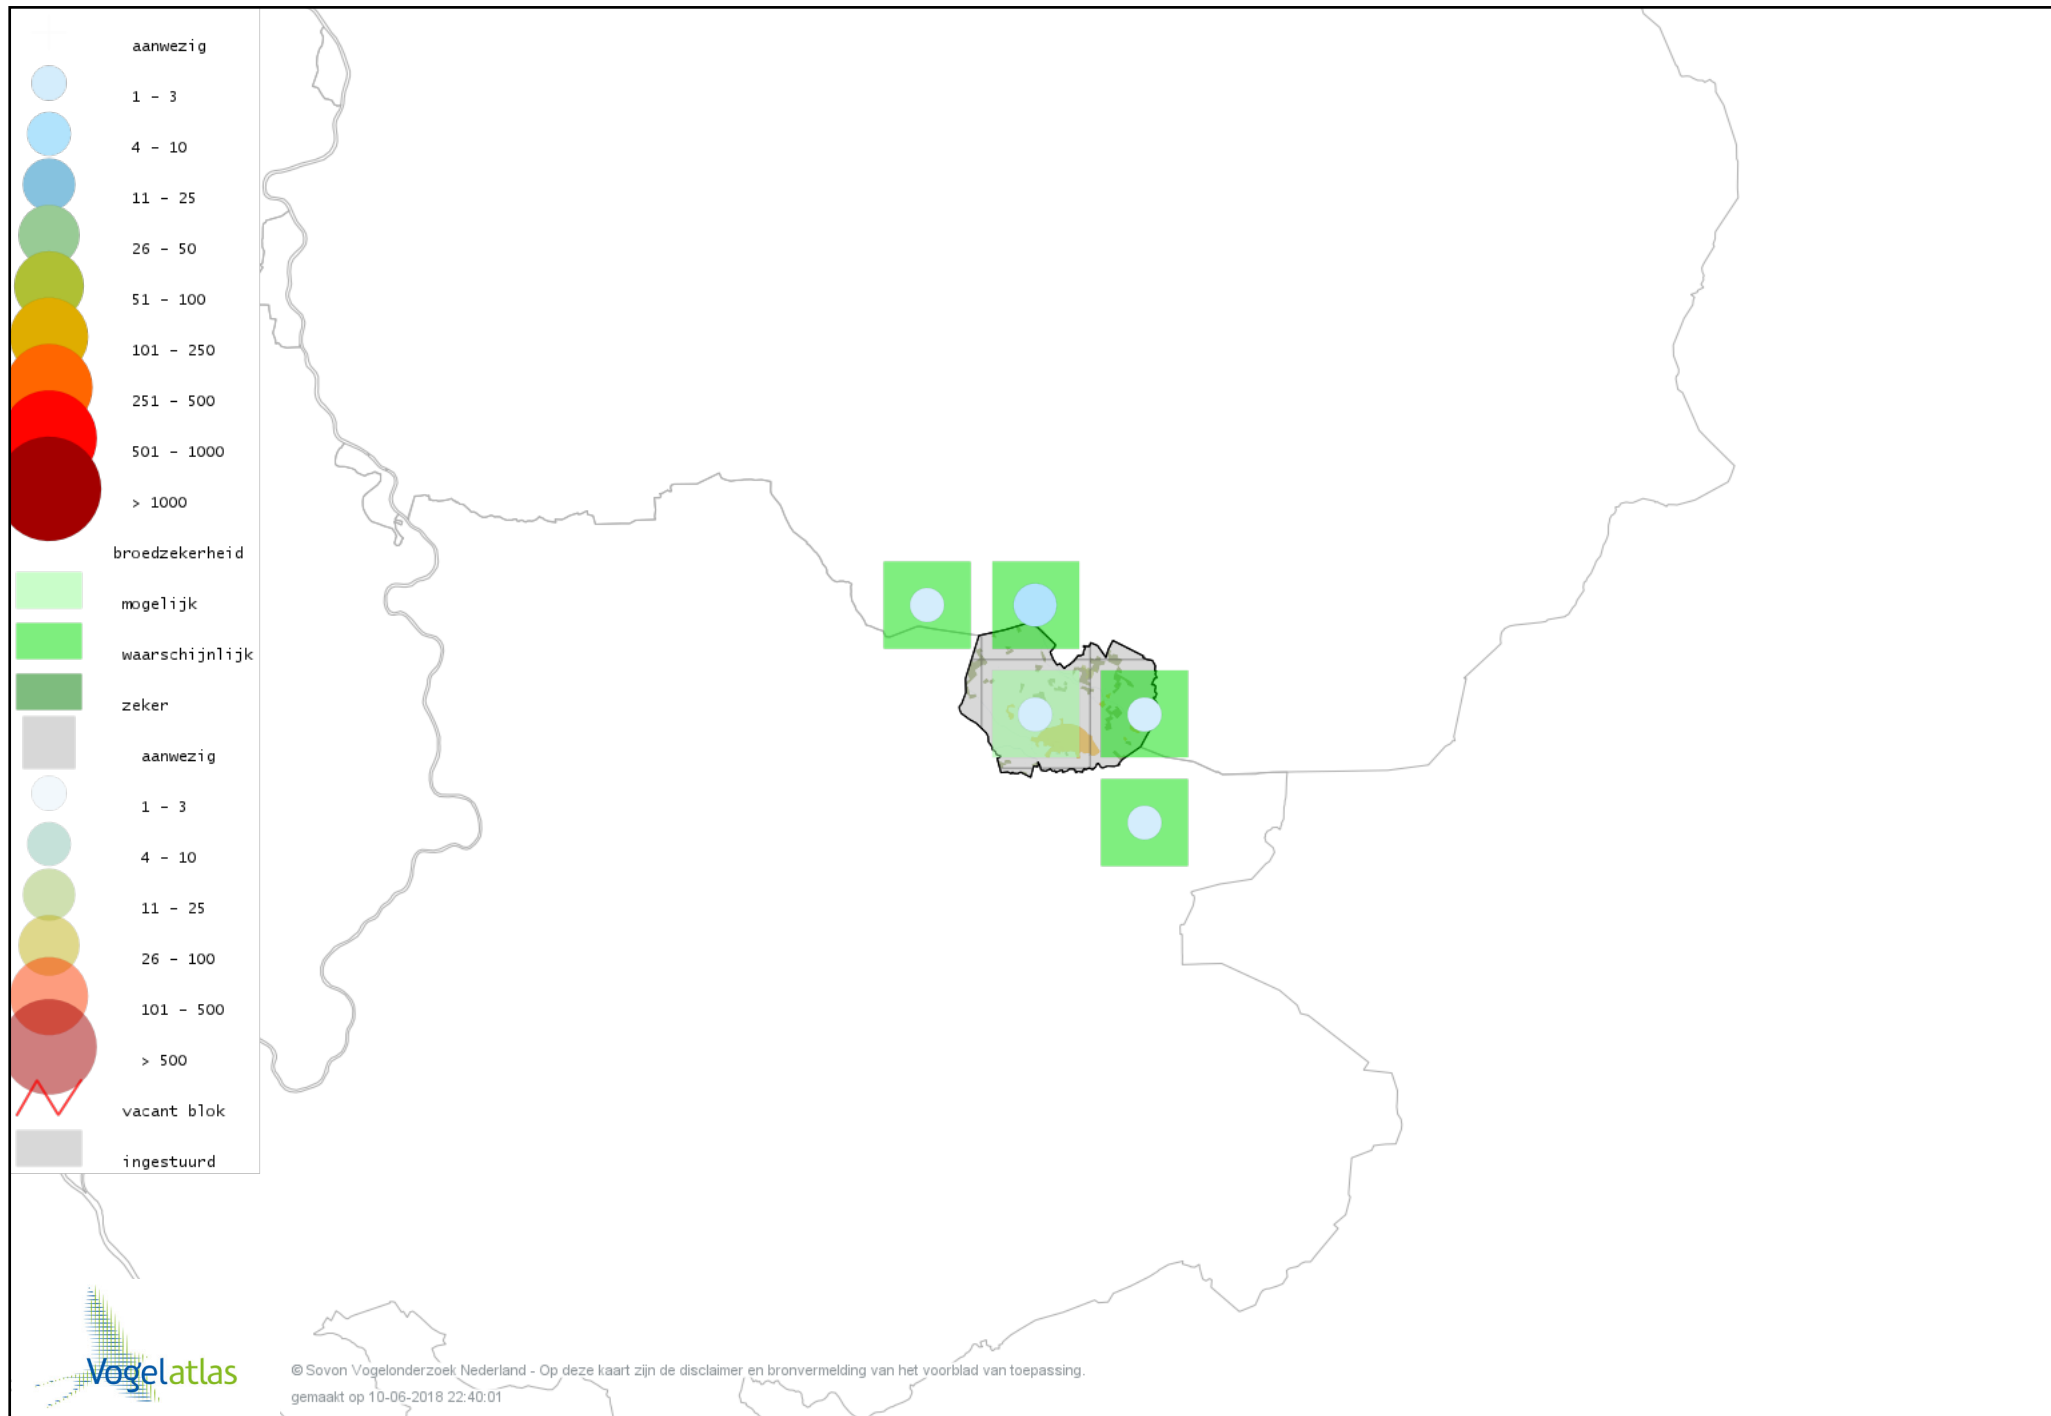 aanwezig
1 - 3
4 - 10
11 - 25
26 - 50
51 - 100
101 - 250
251 - 500
501 - 1000
> 1000
broedzekerheid
mogelijk
waarschijnlijk
zeker
aanwezig
1 - 3
4 - 10
11 - 25
26 - 100
101 - 500
> 500
vacant blok
ingestuurd
Vogelatlas
© Sovon Vogelonderzoek Nederland - Op deze kaart zijn de disclaimer en bronvermelding van het voorblad van toepassing.
gemaakt op 10-06-2018 22:40:01